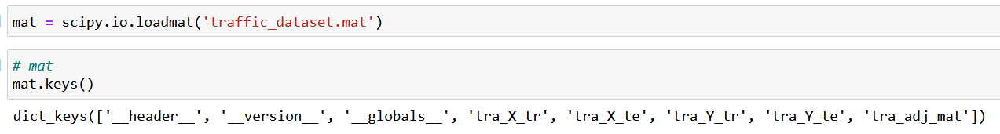 mat = scipy.io.loadmat('traffic_dataset.mat')
# mat
mat.keys()
dict_keys(['__header__', '__version__', '__globals__', 'tra_X_tr', 'tra_X_te', 'tra_Y_tr', 'tra_Y_te', 'tra_adj_mat'])